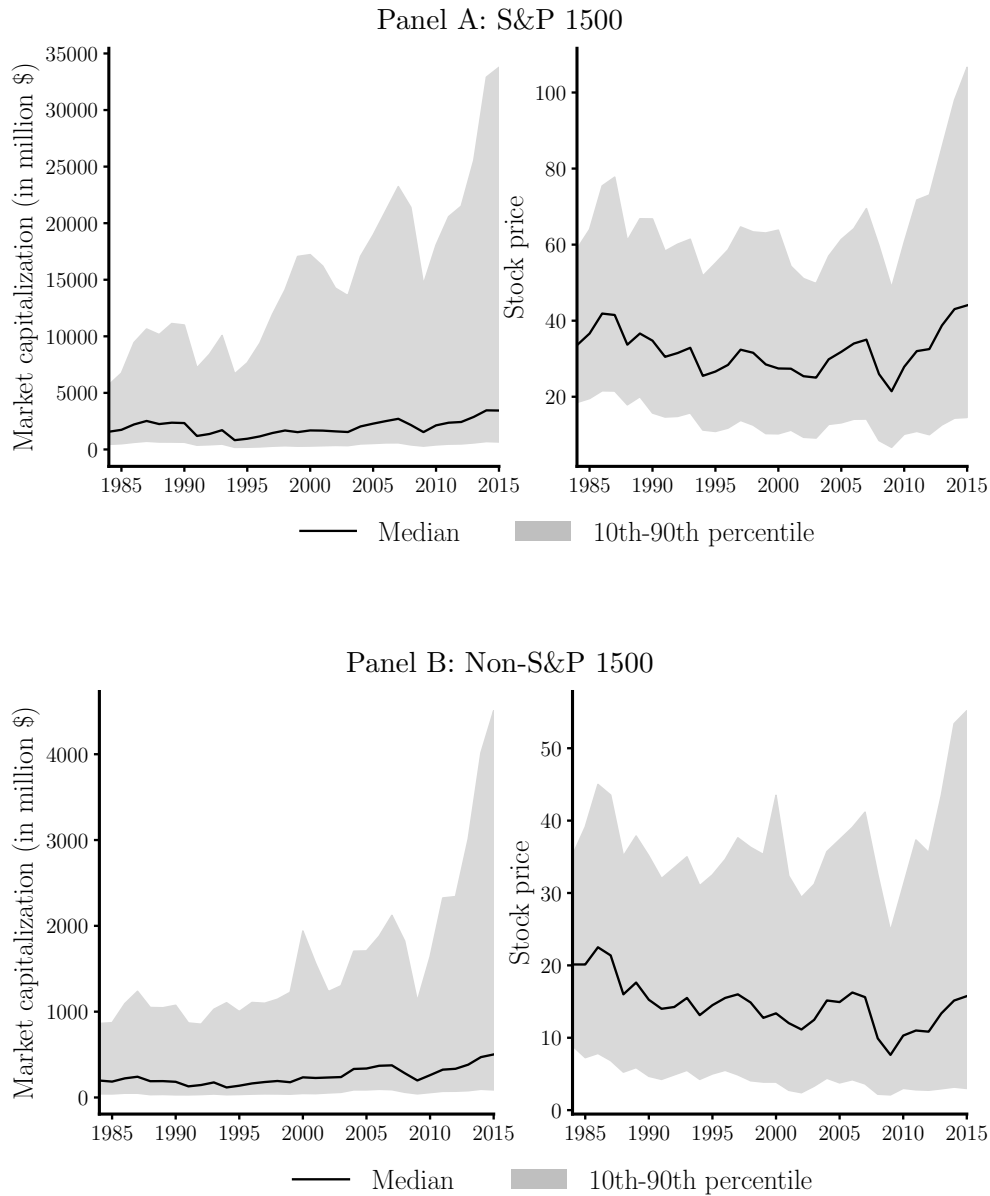 Panel A: S&P 1500
Market capitalization (in million $)
35000
30000
25000
20000
15000
10000
5000
0
1985 1990 1995 2000 2005 2010 2015
Stock price
100
80
60
40
20
1985 1990 1995 2000 2005 2010 2015
Median 10th-90th percentile
Panel B: Non-S&P 1500
Market capitalization (in million $)
4000
3000
2000
1000
0
1985 1990 1995 2000 2005 2010 2015
Stock price
50
40
30
20
10
0
1985 1990 1995 2000 2005 2010 2015
Median 10th-90th percentile